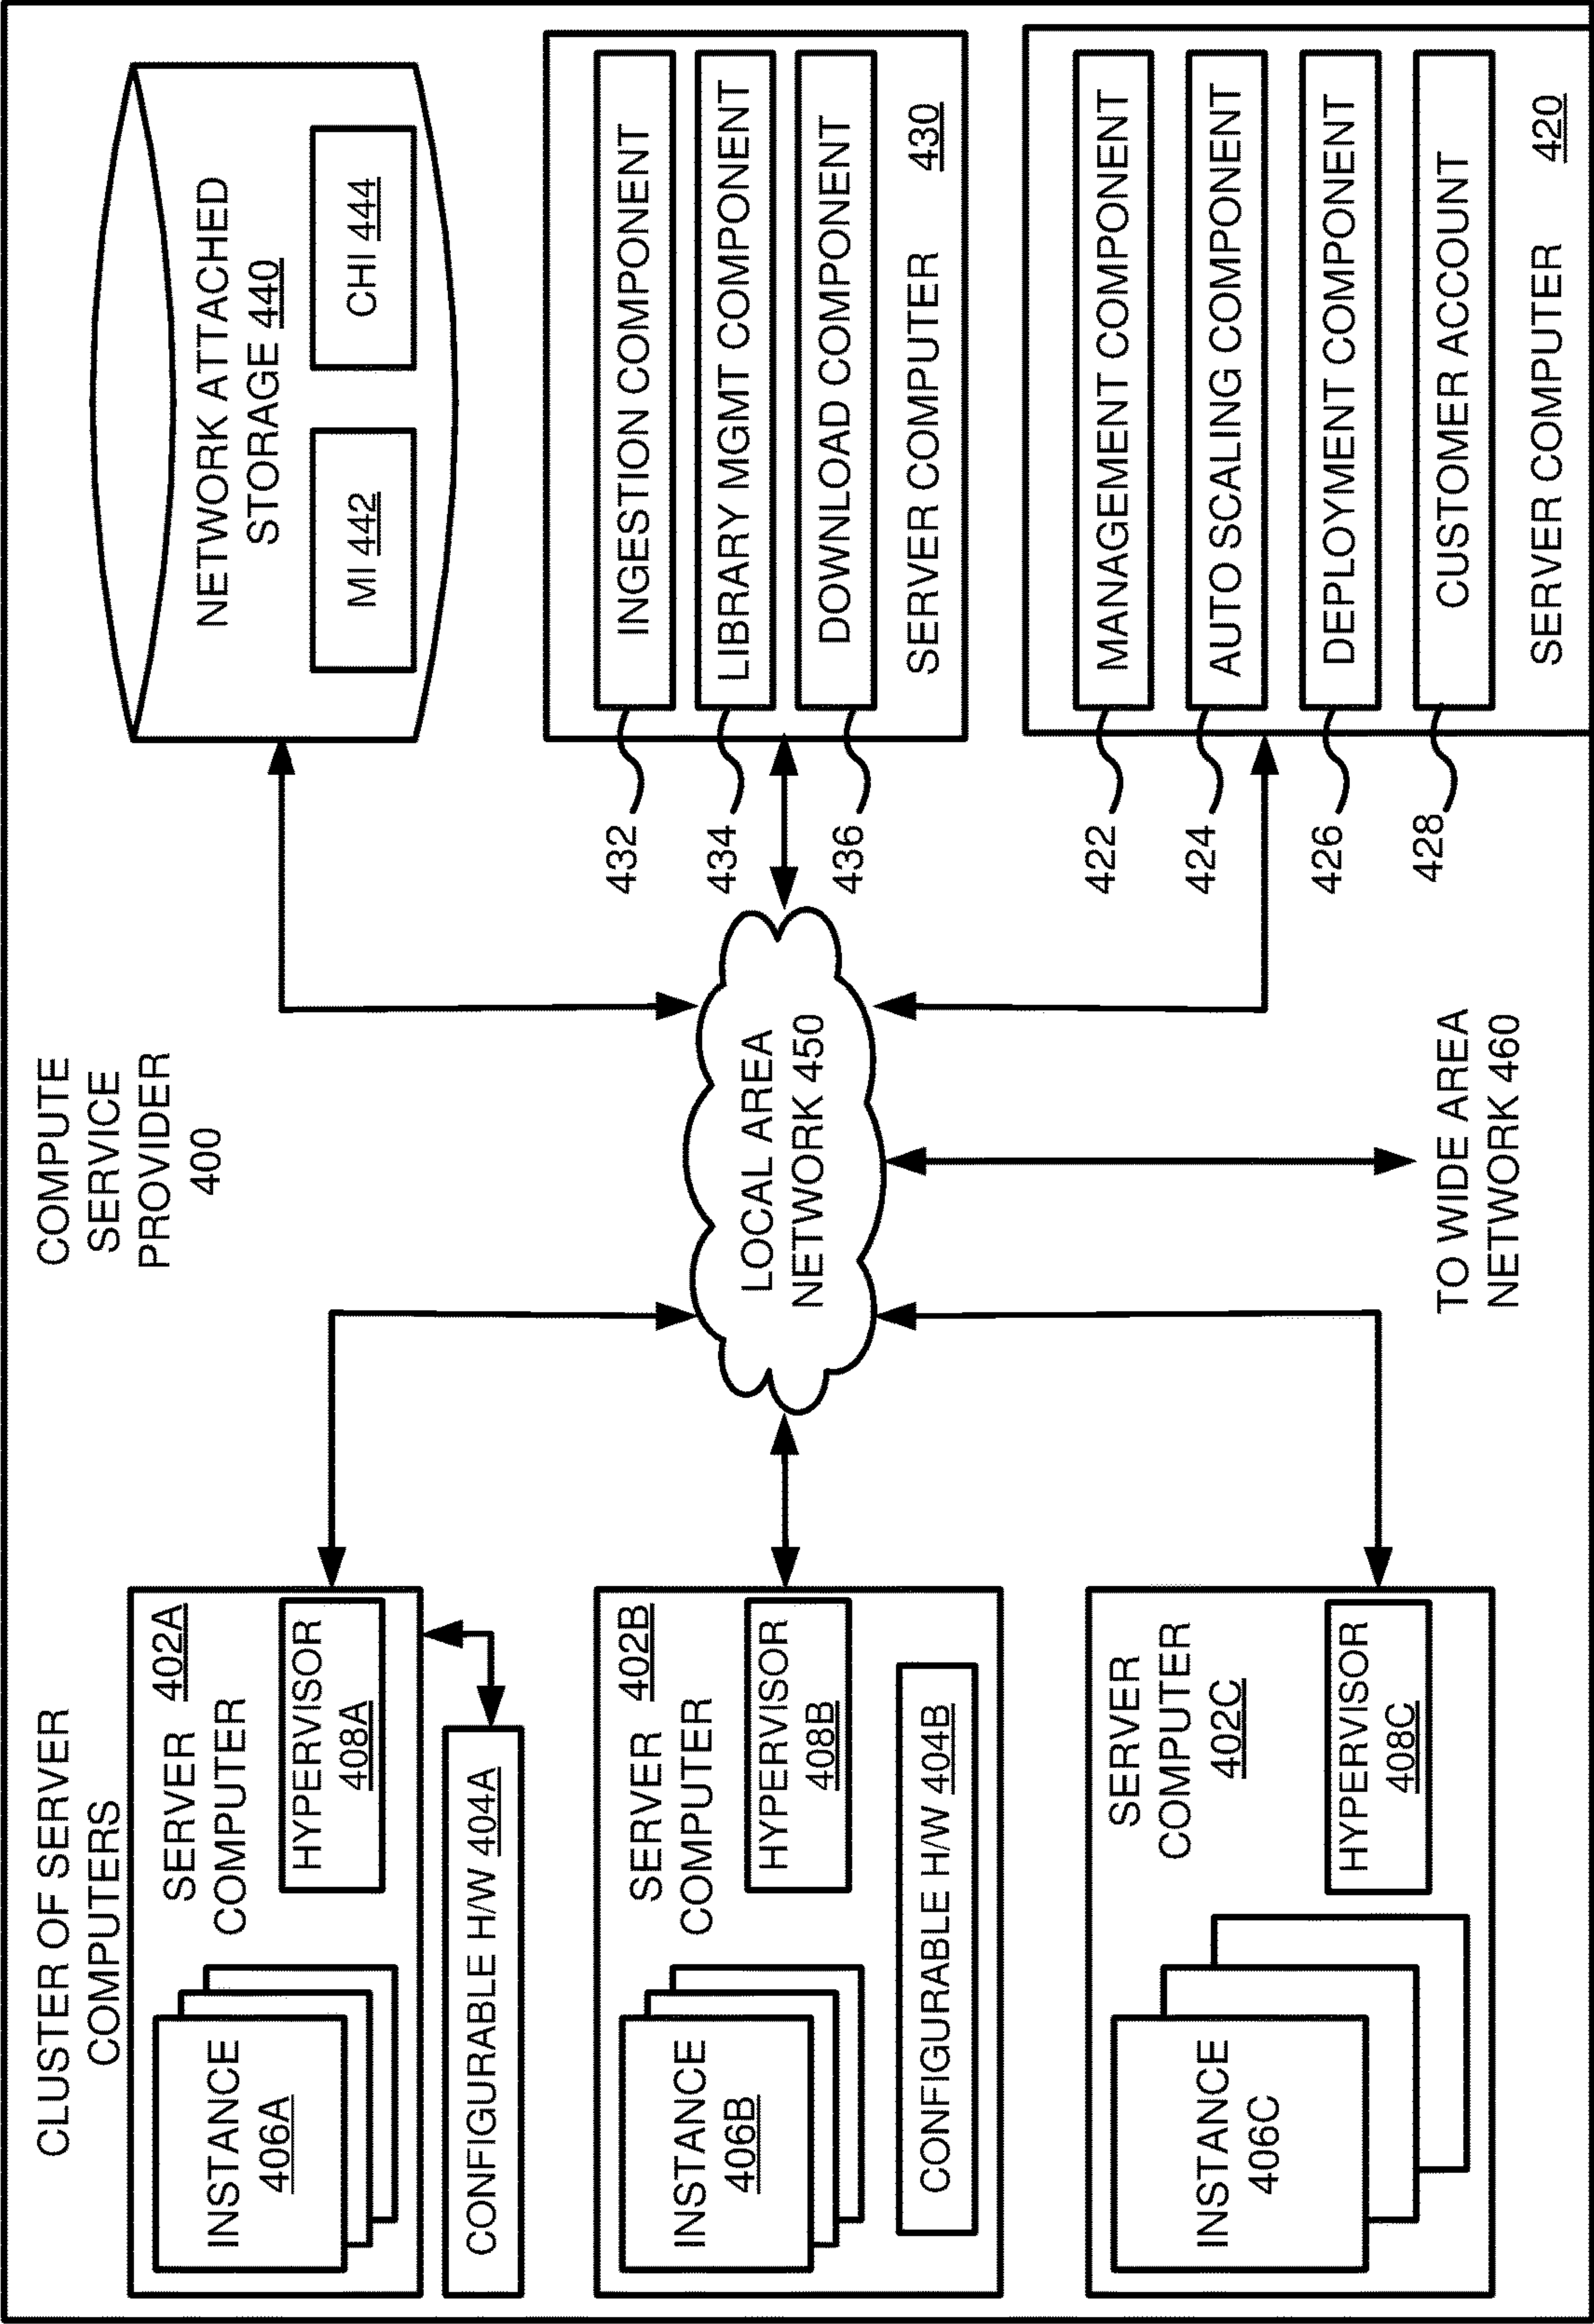 COMPUTE
SERVICE
PROVIDER
400
CLUSTER OF SERVER
COMPUTERS
SERVER 402A
COMPUTER
INSTANCE
406A
HYPERVISOR
408A
CONFIGURABLE H/W 404A
SERVER 402B
COMPUTER
INSTANCE
406B
HYPERVISOR
408B
CONFIGURABLE H/W 404B
SERVER
COMPUTER
402C
INSTANCE
406C
HYPERVISOR
408C
LOCAL AREA
NETWORK 450
TO WIDE AREA
NETWORK 460
NETWORK ATTACHED
STORAGE 440
MI 442
CHI 444
432
INGESTION COMPONENT
434
LIBRARY MGMT COMPONENT
436
DOWNLOAD COMPONENT
SERVER COMPUTER 430
422
MANAGEMENT COMPONENT
424
AUTO SCALING COMPONENT
426
DEPLOYMENT COMPONENT
428
CUSTOMER ACCOUNT
SERVER COMPUTER 420